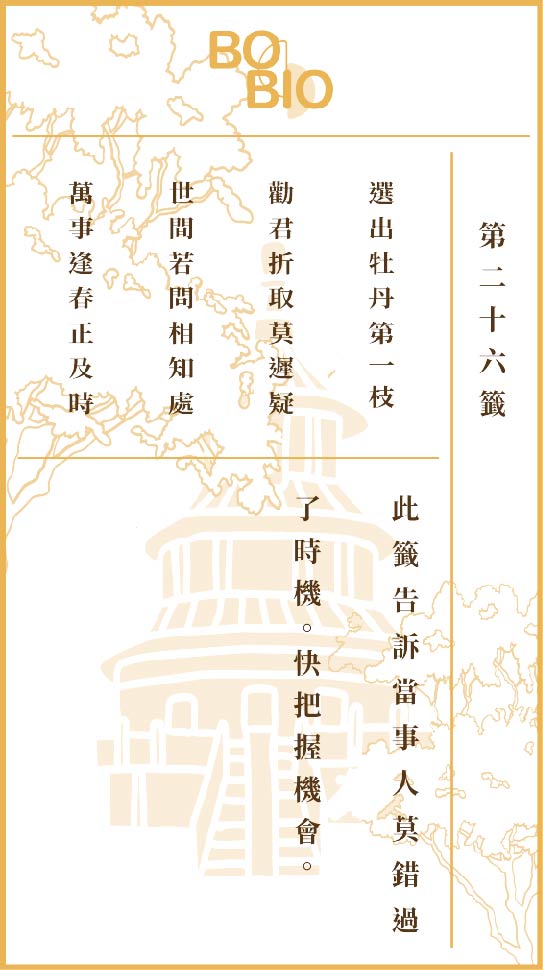 BO
BIO
第二十六籤
選出牡丹第一枝
勸君折取莫遲疑
世間若問相知處
萬事逢春正及時
此籤告訴當事人莫錯過
了時機。快把握機會。